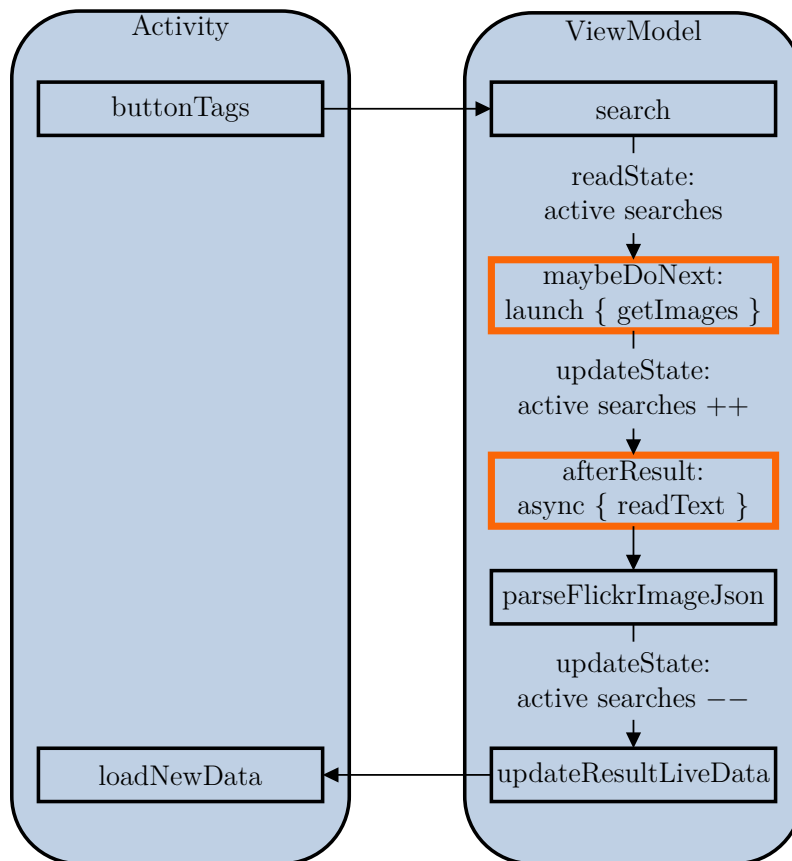 Activity
buttonTags
loadNewData
ViewModel
search
readState:
active searches
maybeDoNext:
launch { getImages }
updateState:
active searches ++
afterResult:
async { readText }
parseFlickrImageJson
updateState:
active searches −−
updateResultLiveData